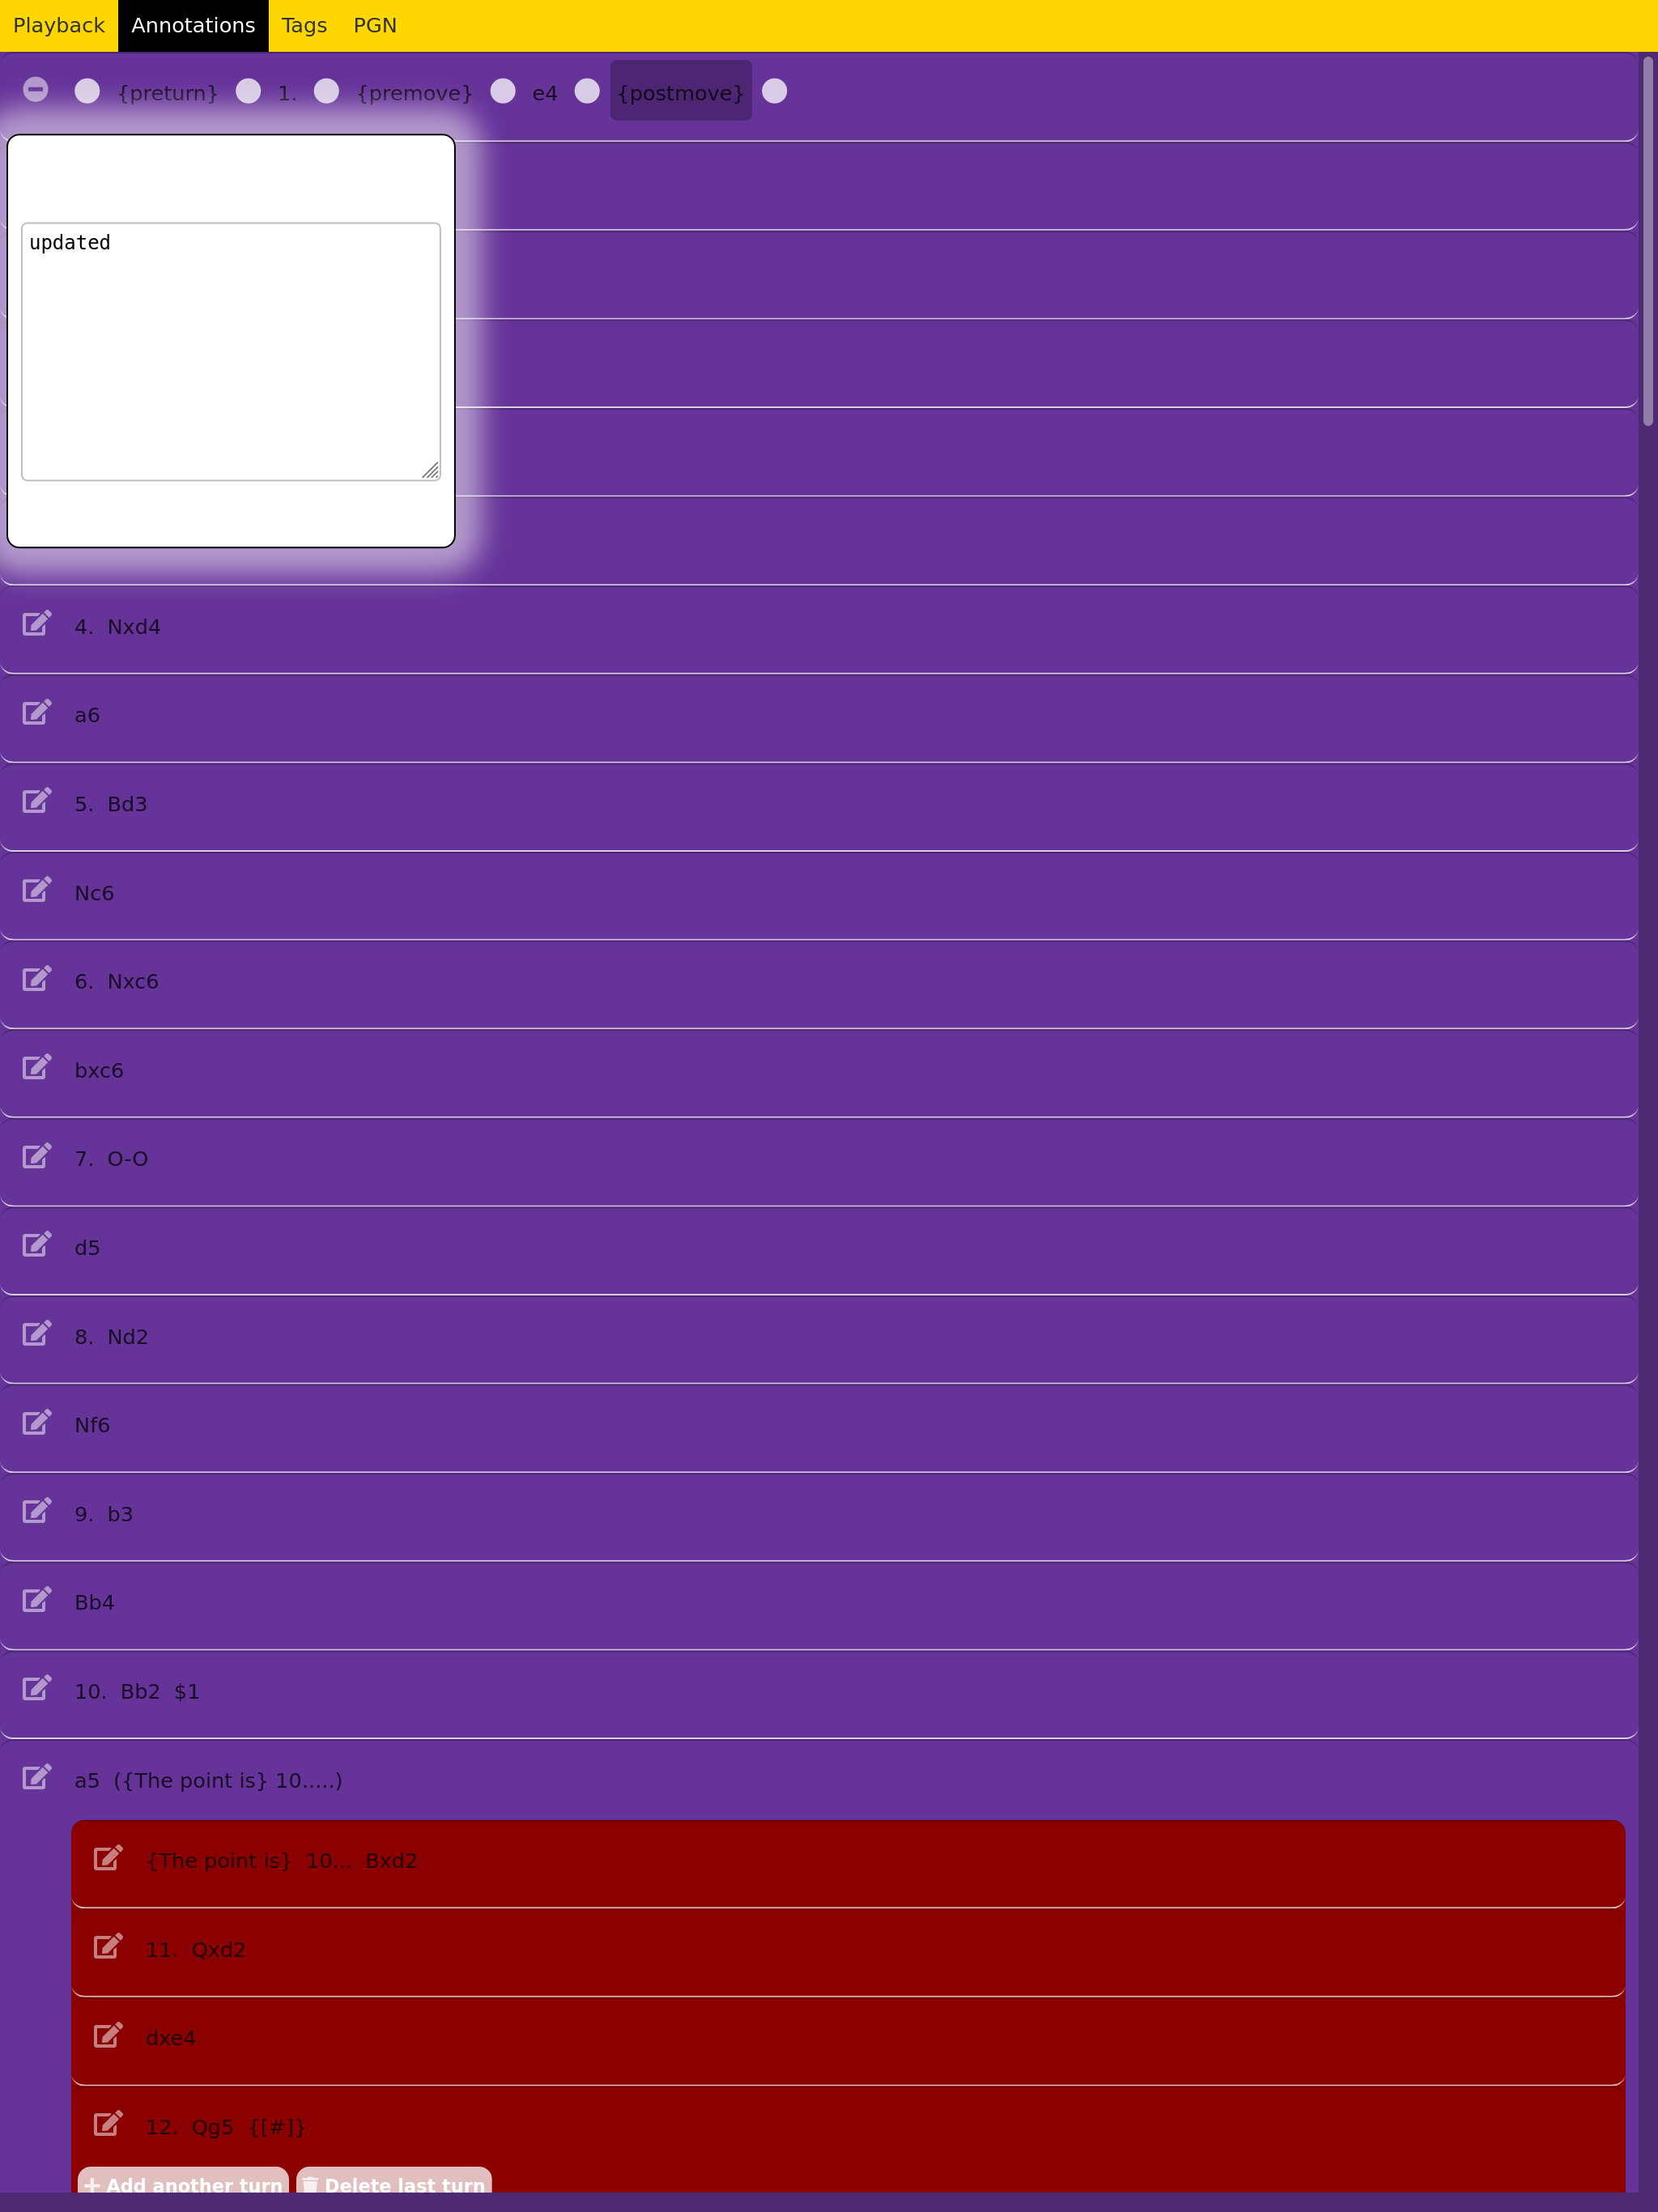 Playback Annotations Tags PGN
{preturn} 1. {premove} e4 {postmove}
updated
4. Nxd4
a6
5. Bd3
Nc6
6. Nxc6
bxc6
7. O-O
d5
8. Nd2
Nf6
9. b3
Bb4
10. Bb2 $1
a5 ({The point is} 10.....)
{The point is} 10... Bxd2
11. Qxd2
dxe4
12. Qg5 {[#]}
Add another turn Delete last turn